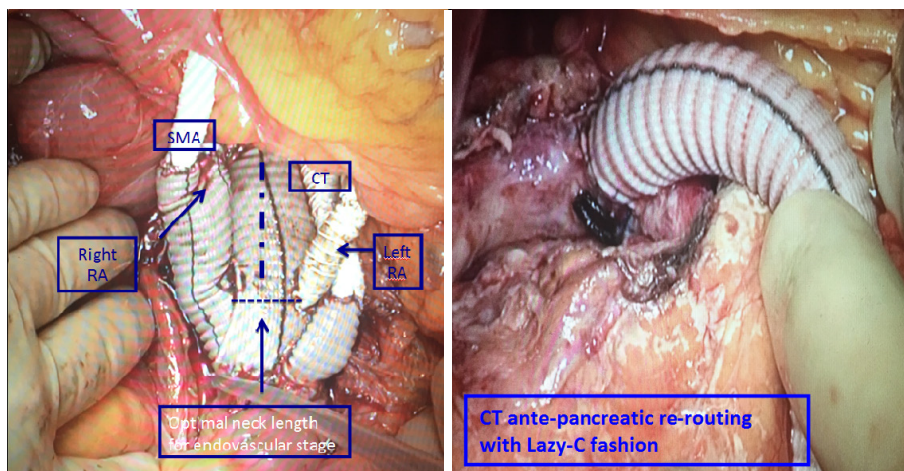 SMA
CT
Right
RA
Left
RA
Optimal neck length
for endovascular stage
CT ante-pancreatic re-routing
with Lazy-C fashion